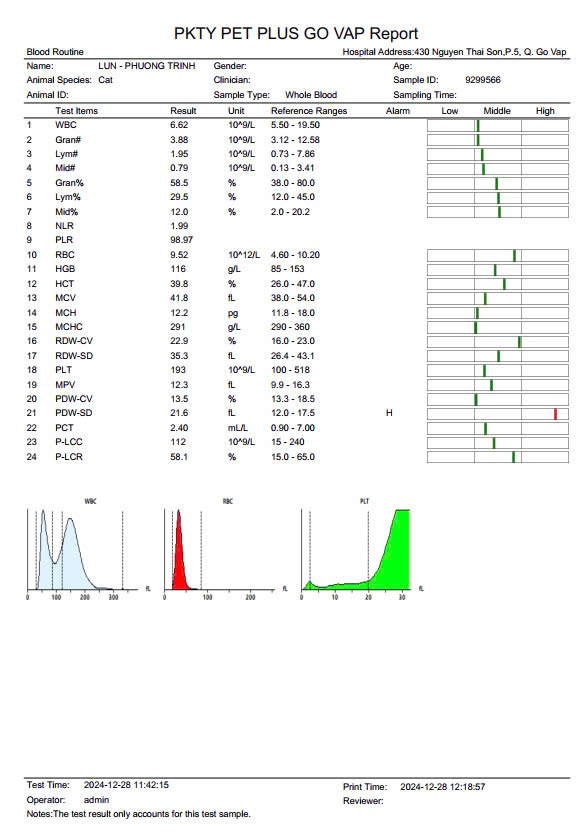 PKTY PET PLUS GO VAP Report
Blood Routine Hospital Address:430 Nguyen Thai Son,P.5, Q. Go Vap
Name: LUN - PHUONG TRINH Gender: Age:
Animal Species: Cat Clinician: Sample ID: 9299566
Animal ID: Sample Type: Whole Blood Sampling Time:
Test Items Result Unit Reference Ranges Alarm Low Middle High
1 WBC 6.62 10^9/L 5.50 - 19.50
2 Gran# 3.88 10^9/L 3.12 - 12.58
3 Lym# 1.95 10^9/L 0.73 - 7.86
4 Mid# 0.79 10^9/L 0.13 - 3.41
5 Gran% 58.5 % 38.0 - 80.0
6 Lym% 29.5 % 12.0 - 45.0
7 Mid% 12.0 % 2.0 - 20.2
8 NLR 1.99
9 PLR 98.97
10 RBC 9.52 10^12/L 4.60 - 10.20
11 HGB 116 g/L 85 - 153
12 HCT 39.8 % 26.0 - 47.0
13 MCV 41.8 fL 38.0 - 54.0
14 MCH 12.2 pg 11.8 - 18.0
15 MCHC 291 g/L 290 - 360
16 RDW-CV 22.9 % 16.0 - 23.0
17 RDW-SD 35.3 fL 26.4 - 43.1
18 PLT 193 10^9/L 100 - 518
19 MPV 12.3 fL 9.9 - 16.3
20 PDW-CV 13.5 % 13.3 - 18.5
21 PDW-SD 21.6 fL 12.0 - 17.5 H
22 PCT 2.40 mL/L 0.90 - 7.00
23 P-LCC 112 10^9/L 15 - 240
24 P-LCR 58.1 % 15.0 - 65.0
WBC RBC PLT
0 100 200 300 fL 0 100 200 fL 0 10 20 30 fL
Test Time: 2024-12-28 11:42:15 Print Time: 2024-12-28 12:18:57
Operator: admin Reviewer:
Notes:The test result only accounts for this test sample.